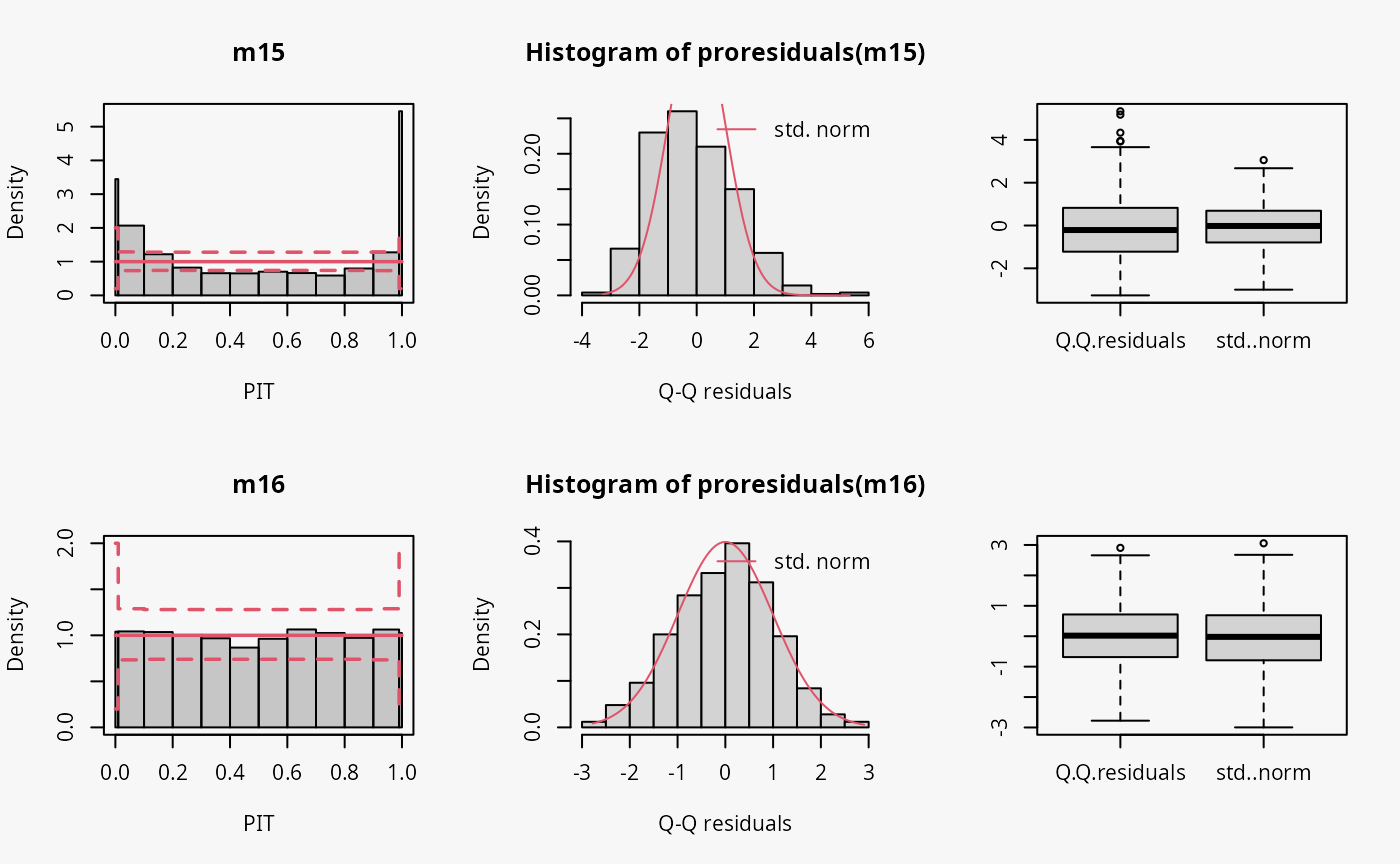 m15
Density
0 1 2 3 4 5
0.0 0.2 0.4 0.6 0.8 1.0
PIT
Histogram of proresiduals(m15)
Density
0.00 0.10 0.20
std. norm
-4 -2 0 2 4 6
Q-Q residuals
-2 0 2 4
Q.Q.residuals std..norm
m16
Density
0.0 1.0 2.0
0.0 0.2 0.4 0.6 0.8 1.0
PIT
Histogram of proresiduals(m16)
Density
0.0 0.2 0.4
std. norm
-3 -2 -1 0 1 2 3
Q-Q residuals
-3 -1 1 3
Q.Q.residuals std..norm